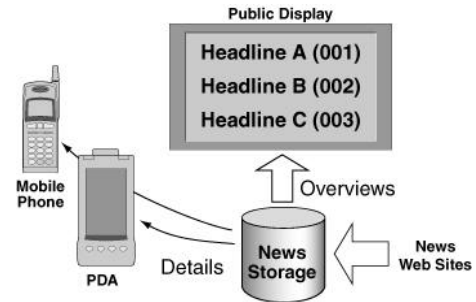 Public Display
Headline A (001)
Headline B (002)
Headline C (003)
Mobile
Phone
Overviews
PDA
Details
News
Storage
News
Web Sites